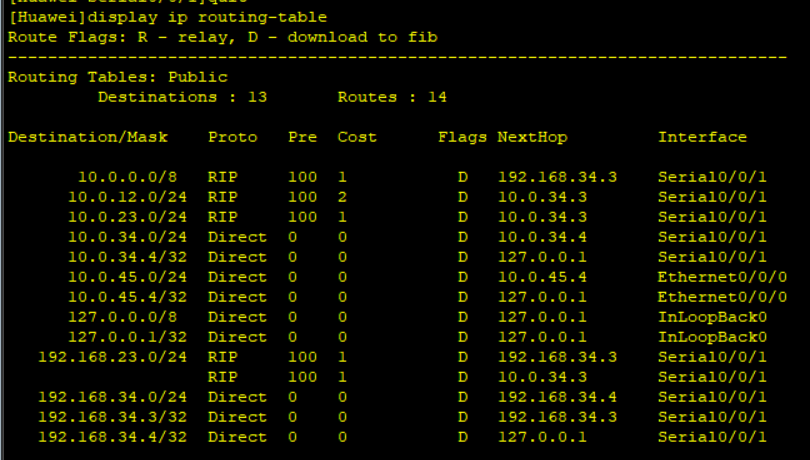 [Huawei]display ip routing-table
Route Flags: R - relay, D - download to fib
------------------------------------------------------------------------------
Routing Tables: Public
         Destinations : 13       Routes : 14

Destination/Mask    Proto   Pre  Cost      Flags NextHop         Interface

       10.0.0.0/8   RIP     100  1           D   192.168.34.3    Serial0/0/1
      10.0.12.0/24  RIP     100  2           D   10.0.34.3       Serial0/0/1
      10.0.23.0/24  RIP     100  1           D   10.0.34.3       Serial0/0/1
      10.0.34.0/24  Direct  0    0           D   10.0.34.4       Serial0/0/1
      10.0.34.4/32  Direct  0    0           D   127.0.0.1       Serial0/0/1
      10.0.45.0/24  Direct  0    0           D   10.0.45.4       Ethernet0/0/0
      10.0.45.4/32  Direct  0    0           D   127.0.0.1       Ethernet0/0/0
      127.0.0.0/8   Direct  0    0           D   127.0.0.1       InLoopBack0
      127.0.0.1/32  Direct  0    0           D   127.0.0.1       InLoopBack0
   192.168.23.0/24  RIP     100  1           D   192.168.34.3    Serial0/0/1
                    RIP     100  1           D   10.0.34.3       Serial0/0/1
   192.168.34.0/24  Direct  0    0           D   192.168.34.4    Serial0/0/1
   192.168.34.3/32  Direct  0    0           D   192.168.34.3    Serial0/0/1
   192.168.34.4/32  Direct  0    0           D   127.0.0.1       Serial0/0/1